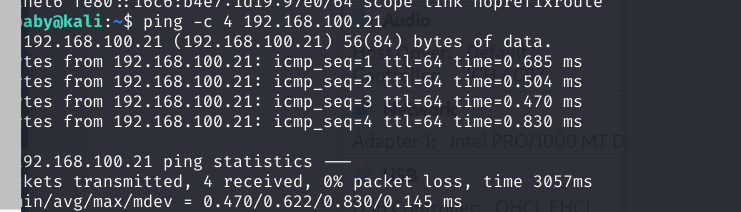 net6 fe80::16c6:b4e7:1d19:97e0/64 scope link noprefixroute
aby@kali:~$ ping -c 4 192.168.100.21
192.168.100.21 (192.168.100.21) 56(84) bytes of data.
tes from 192.168.100.21: icmp_seq=1 ttl=64 time=0.685 ms
tes from 192.168.100.21: icmp_seq=2 ttl=64 time=0.504 ms
tes from 192.168.100.21: icmp_seq=3 ttl=64 time=0.470 ms
tes from 192.168.100.21: icmp_seq=4 ttl=64 time=0.830 ms
92.168.100.21 ping statistics ---
kets transmitted, 4 received, 0% packet loss, time 3057ms
in/avg/max/mdev = 0.470/0.622/0.830/0.145 ms
Audio
Adapter 1: Intel PRO/1000 MT D
USB
OHCI, EHCI